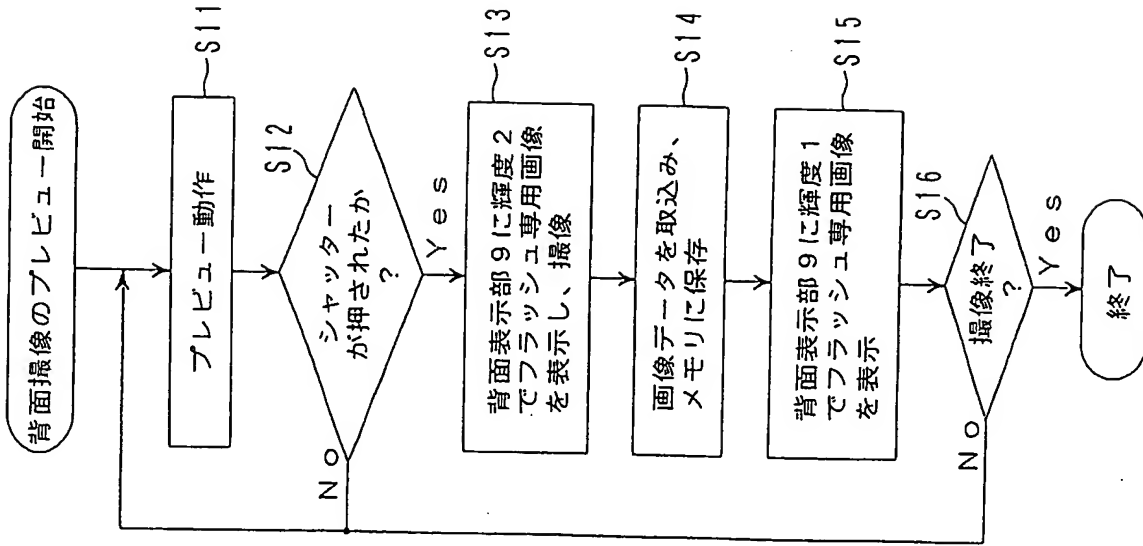 背面撮像のプレビュー開始
プレビュー動作
S11
シャッター
が押されたか
?
S12
No
Yes
背面表示部9に輝度2
でフラッシュ専用画像
を表示し、撮像
S13
画像データを取込み、
メモリに保存
S14
背面表示部9に輝度1
でフラッシュ専用画像
を表示
S15
撮像終了
?
S16
No
Yes
終了